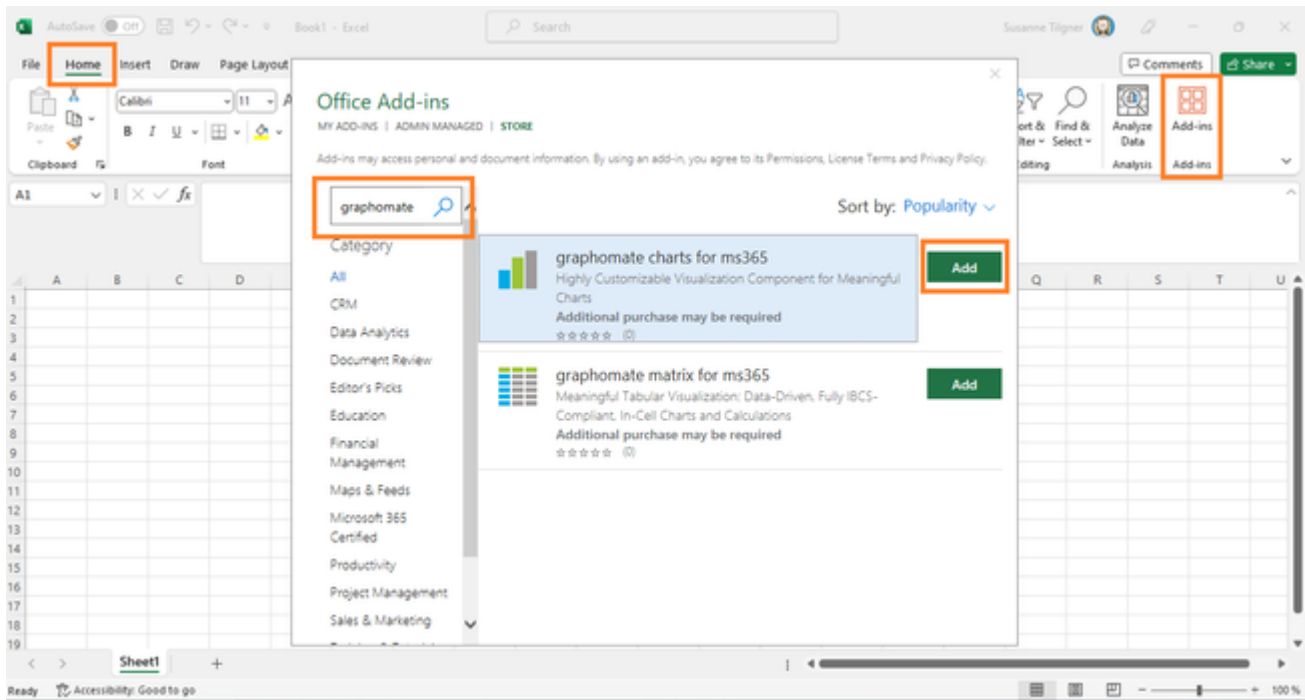 AutoSave Off Book1 - Excel Search Susanne Tilgner
File Home Insert Draw Page Layout Comments Share
Calibri 11
Paste B I U
Clipboard Font
Find & Select
Editing
Analyze Data
Analysis
Add-ins
Add-ins
A1 fx
Office Add-ins
MY ADD-INS | ADMIN MANAGED | STORE
Add-ins may access personal and document information. By using an add-in, you agree to its Permissions, License Terms and Privacy Policy.
graphomate
Sort by: Popularity
Category
All
CRM
Data Analytics
Document Review
Editor's Picks
Education
Financial
Management
Maps & Feeds
Microsoft 365
Certified
Productivity
Project Management
Sales & Marketing
graphomate charts for ms365
Highly Customizable Visualization Component for Meaningful
Charts
Additional purchase may be required
(0)
Add
graphomate matrix for ms365
Meaningful Tabular Visualization: Data-Driven, Fully IBCS-
Compliant, In-Cell Charts and Calculations
Additional purchase may be required
(0)
Add
A B C D Q R S T U
1
2
3
4
5
6
7
8
9
10
11
12
13
14
15
16
17
18
19
Sheet1
Ready Accessibility: Good to go 100 %